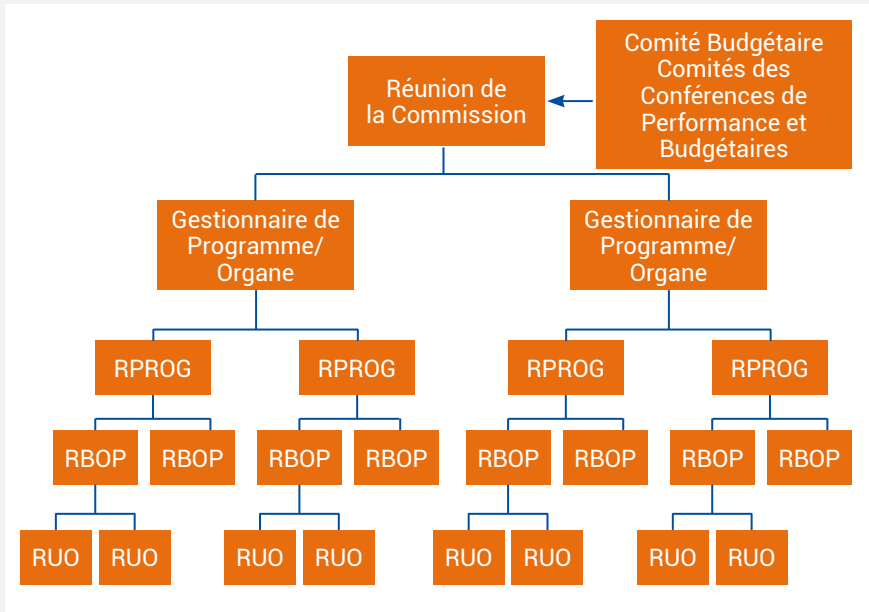 Comité Budgétaire
Comités des
Conférences de
Performance et
Budgétaires
Réunion de
la Commission
Gestionnaire de
Programme/
Organe
Gestionnaire de
Programme/
Organe
RPROG
RPROG
RPROG
RPROG
RBOP
RBOP
RBOP
RBOP
RBOP
RBOP
RBOP
RBOP
RUO
RUO
RUO
RUO
RUO
RUO
RUO
RUO